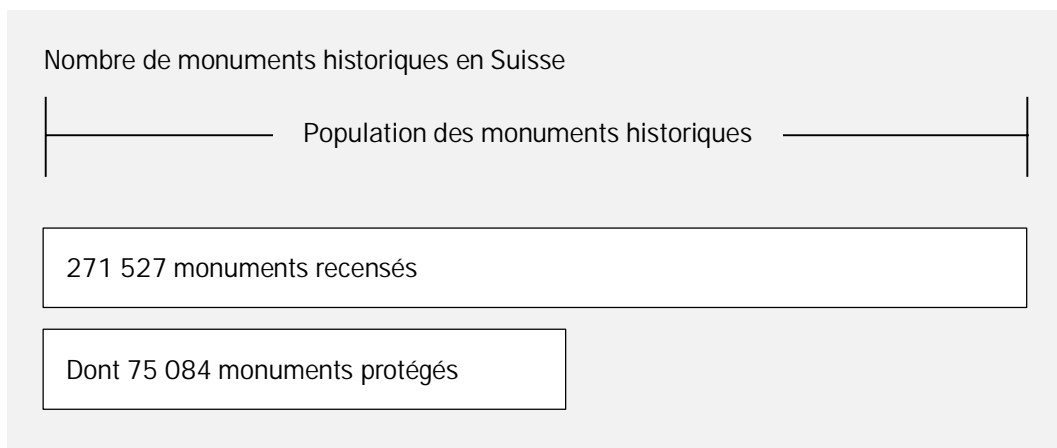 Nombre de monuments historiques en Suisse
Population des monuments historiques
271 527 monuments recensés
Dont 75 084 monuments protégés